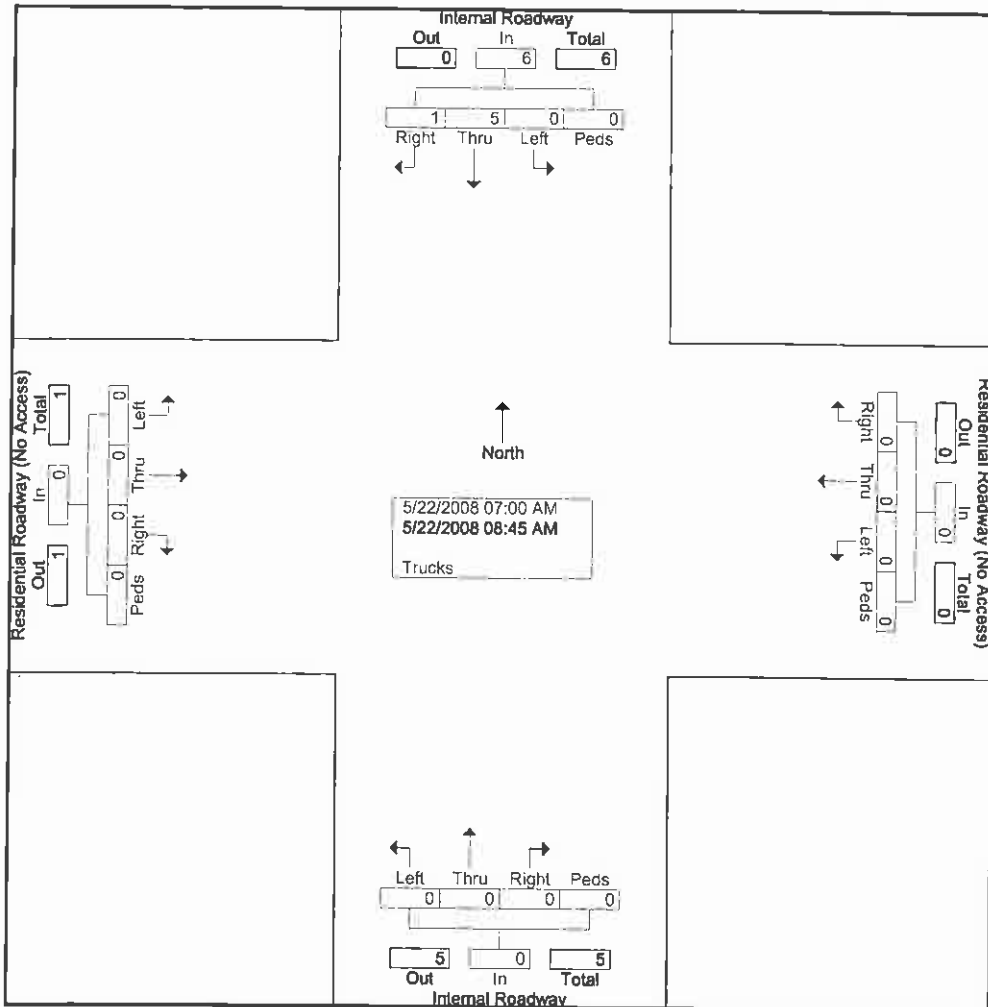 Internal Roadway
Out In Total
0 6 6
1 5 0 0
Right Thru Left Peds
Residential Roadway (No Access)
Total In Out
1 0 1
0 0 0 0
Left Thru Right Peds
North
5/22/2008 07:00 AM
5/22/2008 08:45 AM
Trucks
Right Thru Left Peds
0 0 0 0
Out In Total
0 0 0
Residential Roadway (No Access)
Left Thru Right Peds
0 0 0 0
5 0 5
Out In Total
Internal Roadway